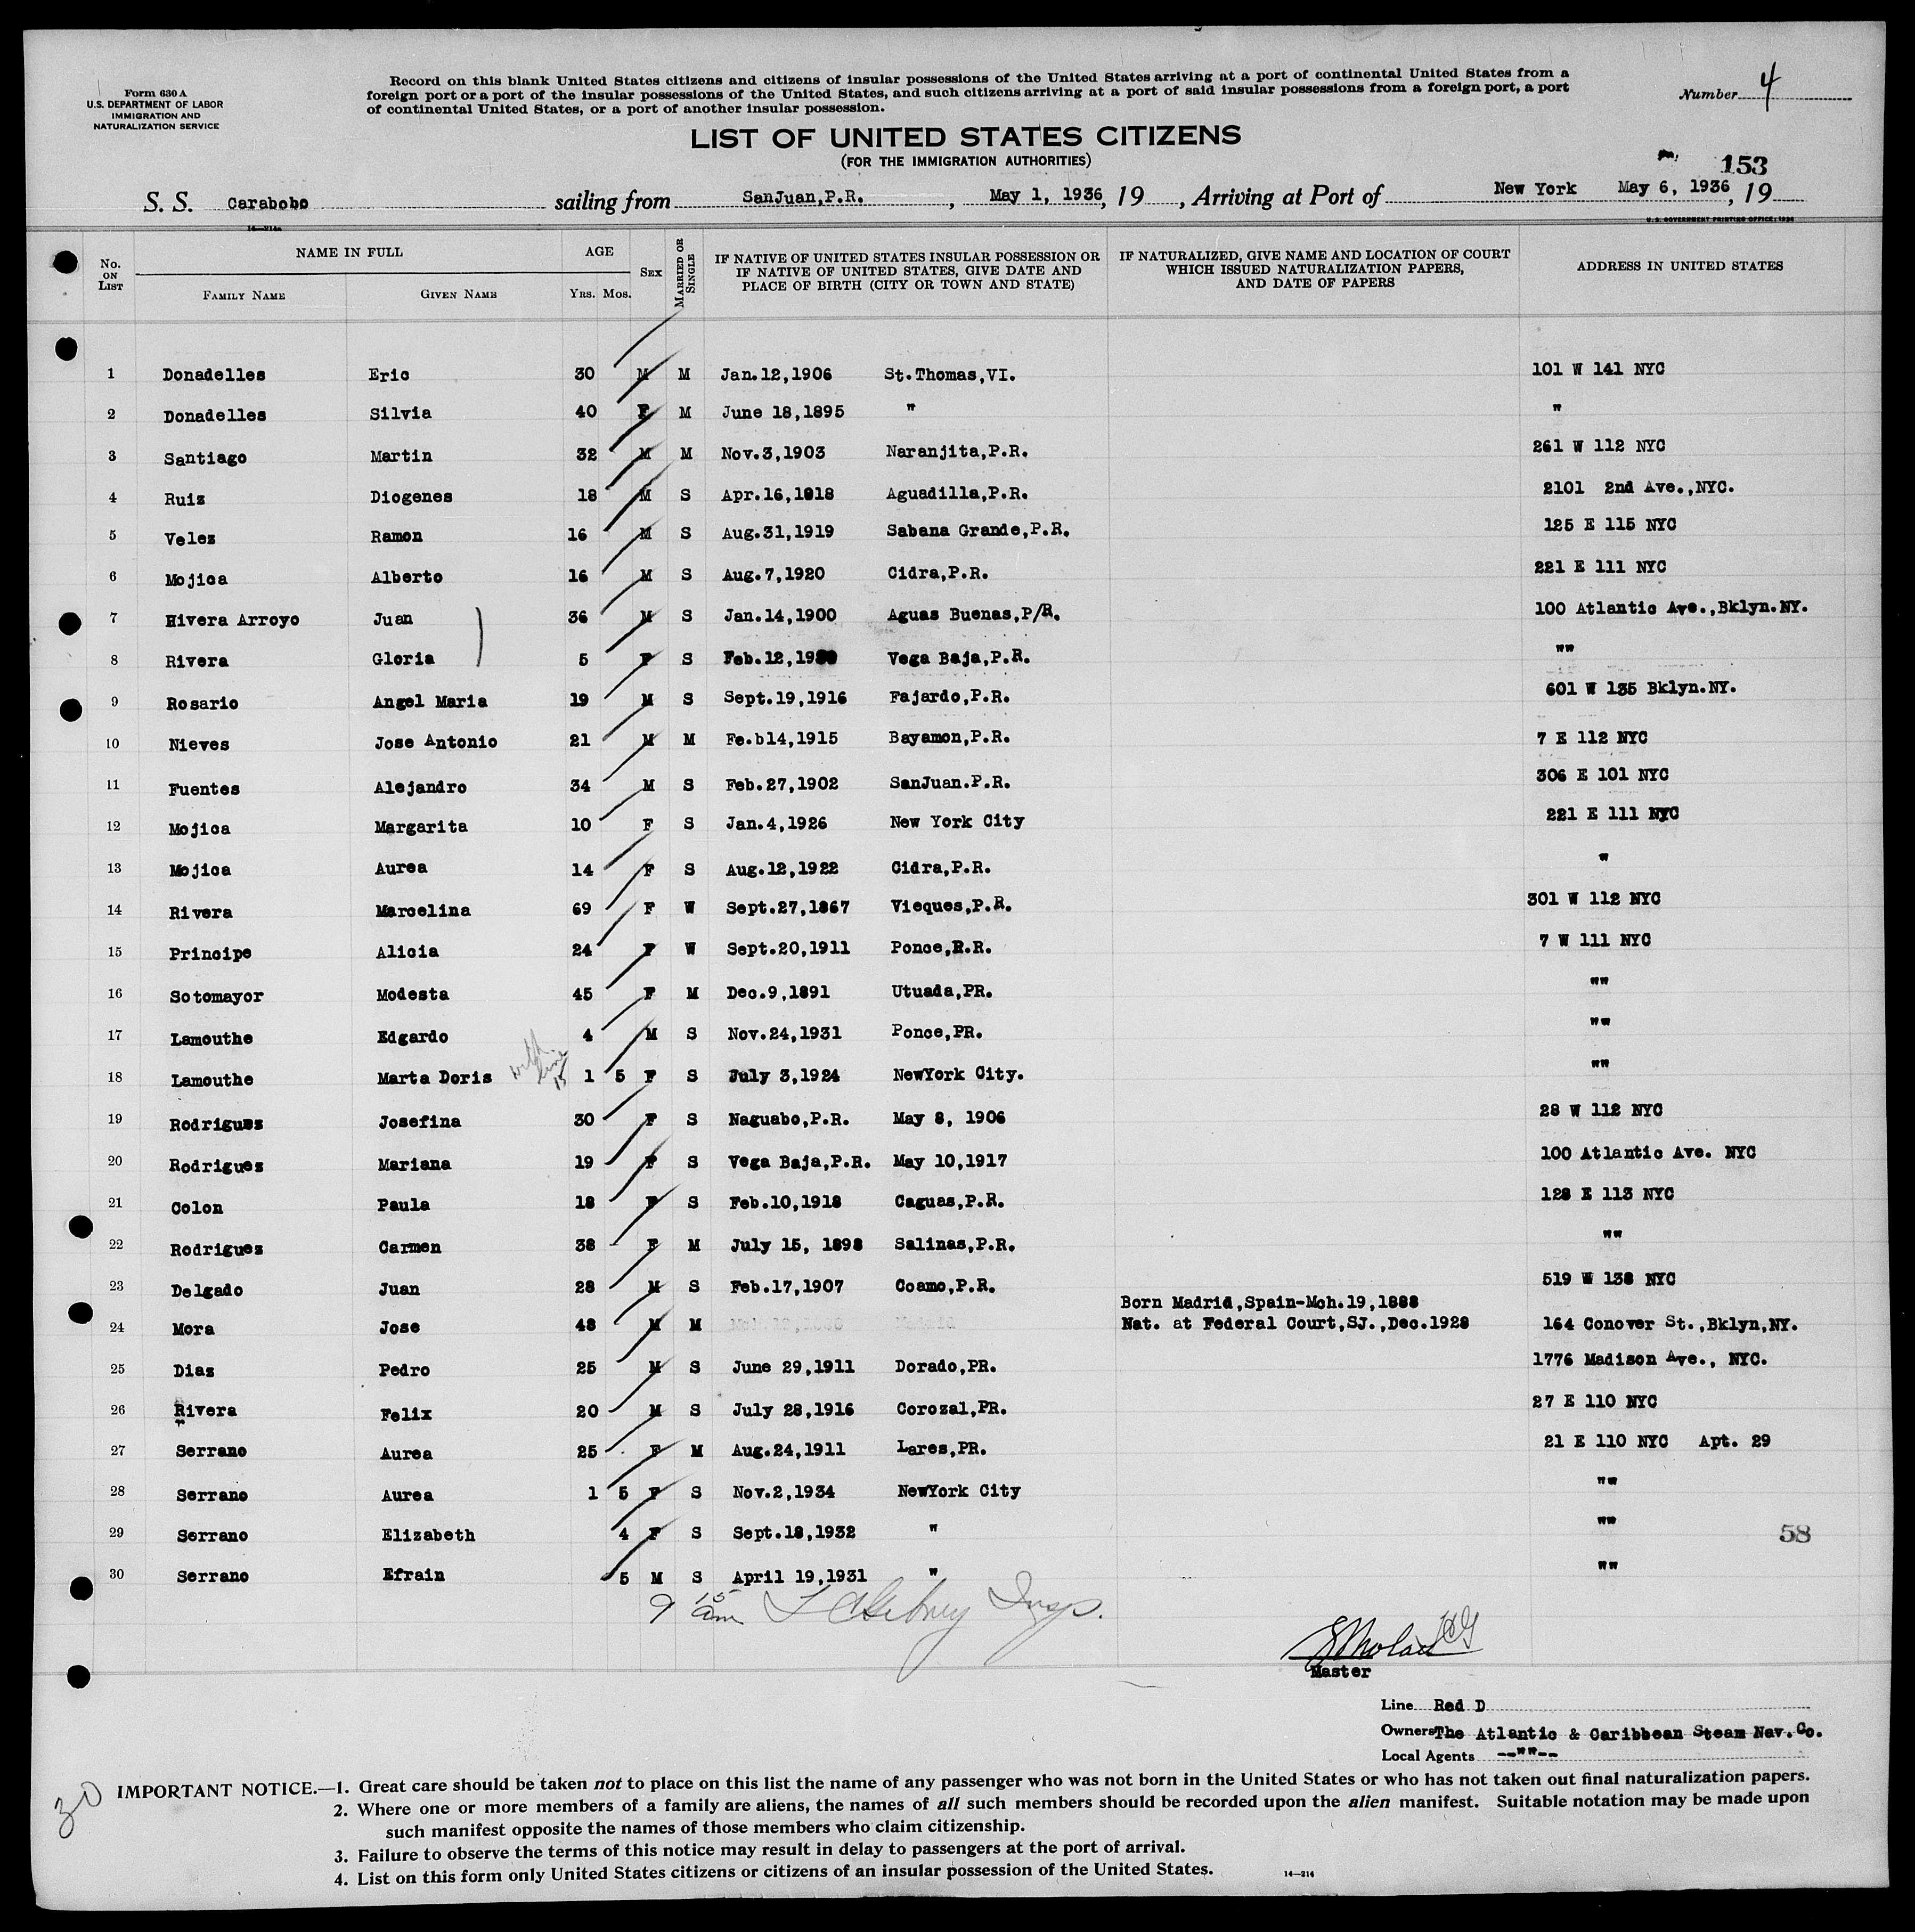 Form 630 A
U.S. DEPARTMENT OF LABOR
IMMIGRATION AND
NATURALIZATION SERVICE
Record on this blank United States citizens and citizens of insular possessions of the United States arriving at a port of continental United States from a
foreign port or a port of the insular possessions of the United States, and such citizens arriving at a port of said insular possessions from a foreign port, a port
of continental United States, or a port of another insular possession.
Number 4
LIST OF UNITED STATES CITIZENS
(FOR THE IMMIGRATION AUTHORITIES)
153
S. S. Carabobo sailing from SanJuan,P.R., May 1, 1936, 19, Arriving at Port of New York May 6, 1936, 19
16—214a
U.S. GOVERNMENT PRINTING OFFICE: 1934
No. ON LIST NAME IN FULL FAMILY NAME GIVEN NAME AGE YRS. MOS. SEX MARRIED OR SINGLE IF NATIVE OF UNITED STATES INSULAR POSSESSION OR IF NATIVE OF UNITED STATES, GIVE DATE AND PLACE OF BIRTH (CITY OR TOWN AND STATE) IF NATURALIZED, GIVE NAME AND LOCATION OF COURT WHICH ISSUED NATURALIZATION PAPERS, AND DATE OF PAPERS ADDRESS IN UNITED STATES
1 Donadelles Eric 30 M M Jan.12,1906 St.Thomas,VI. 101 W 141 NYC
2 Donadelles Silvia 40 F M June 18,1895 " "
3 Santiago Martin 32 M M Nov.3,1903 Naranjita,P.R. 261 W 112 NYC
4 Ruiz Diogenes 18 M S Apr.16,1918 Aguadilla,P.R. 2101 2nd Ave.,NYC.
5 Velez Ramon 16 M S Aug.31,1919 Sabana Grande,P.R. 125 E 115 NYC
6 Mojica Alberto 16 M S Aug.7,1920 Cidra,P.R. 221 E 111 NYC
7 Rivera Arroyo Juan 36 M S Jan.14,1900 Aguas Buenas,P/R. 100 Atlantic Ave.,Bklyn.NY.
8 Rivera Gloria 5 F S Feb.12,1930 Vega Baja,P.R. ""
9 Rosario Angel Maria 19 M S Sept.19,1916 Fajardo,P.R. 601 W 135 Bklyn.NY.
10 Nieves Jose Antonio 21 M M Fe.b14,1915 Bayamon,P.R. 7 E 112 NYC
11 Fuentes Alejandro 34 M S Feb.27,1902 SanJuan.P.R. 306 E 101 NYC
12 Mojica Margarita 10 F S Jan.4,1926 New York City 221 E 111 NYC
13 Mojica Aurea 14 F S Aug.12,1922 Cidra,P.R. "
14 Rivera Marcelina 69 F W Sept.27,1867 Vieques,P.R. 301 W 112 NYC
15 Principe Alicia 24 F W Sept.20,1911 Ponce,R.R. 7 W 111 NYC
16 Sotomayor Modesta 45 F M Dec.9,1891 Utuada,PR. ""
17 Lamouthe Edgardo 4 M S Nov.24,1931 Ponce,PR. ""
18 Lamouthe Marta Doris 1 5 F S July 3,1924 NewYork City. ""
19 Rodriguez Josefina 30 F S Naguabo,P.R. May 8, 1906 28 W 112 NYC
20 Rodriguez Mariana 19 F S Vega Baja,P.R. May 10,1917 100 Atlantic Ave. NYC
21 Colon Paula 18 F S Feb.10,1918 Caguas,P.R. 128 E 113 NYC
22 Rodriguez Carmen 38 F M July 15, 1898 Salinas,P.R. ""
23 Delgado Juan 28 M S Feb.17,1907 Coamo,P.R. 519 W 138 NYC
Born Madrid,Spain-Mch.19,1888
24 Mora Jose 48 M M Nat. at Federal Court,SJ.,Dec.1928 164 Conover St.,Bklyn,NY.
25 Diaz Pedro 25 M S June 29,1911 Dorado,PR. 1776 Madison Ave., NYC.
26 Rivera Felix 20 M S July 28,1916 Corozal,PR. 27 E 110 NYC
27 Serrano Aurea 25 F M Aug.24,1911 Lares,PR. 21 E 110 NYC Apt. 29
28 Serrano Aurea 1 5 F S Nov.2,1934 NewYork City ""
29 Serrano Elizabeth 4 F S Sept.18,1932 " ""
58
30 Serrano Efrain 5 M S April 19,1931 " ""
9 15 am Insp.
Master
Line Red D
Owners The Atlantic & Caribbean Steam Nav. Co.
Local Agents --""--
30
IMPORTANT NOTICE.—1. Great care should be taken not to place on this list the name of any passenger who was not born in the United States or who has not taken out final naturalization papers.
2. Where one or more members of a family are aliens, the names of all such members should be recorded upon the alien manifest. Suitable notation may be made upon
such manifest opposite the names of those members who claim citizenship.
3. Failure to observe the terms of this notice may result in delay to passengers at the port of arrival.
4. List on this form only United States citizens or citizens of an insular possession of the United States.
14—214